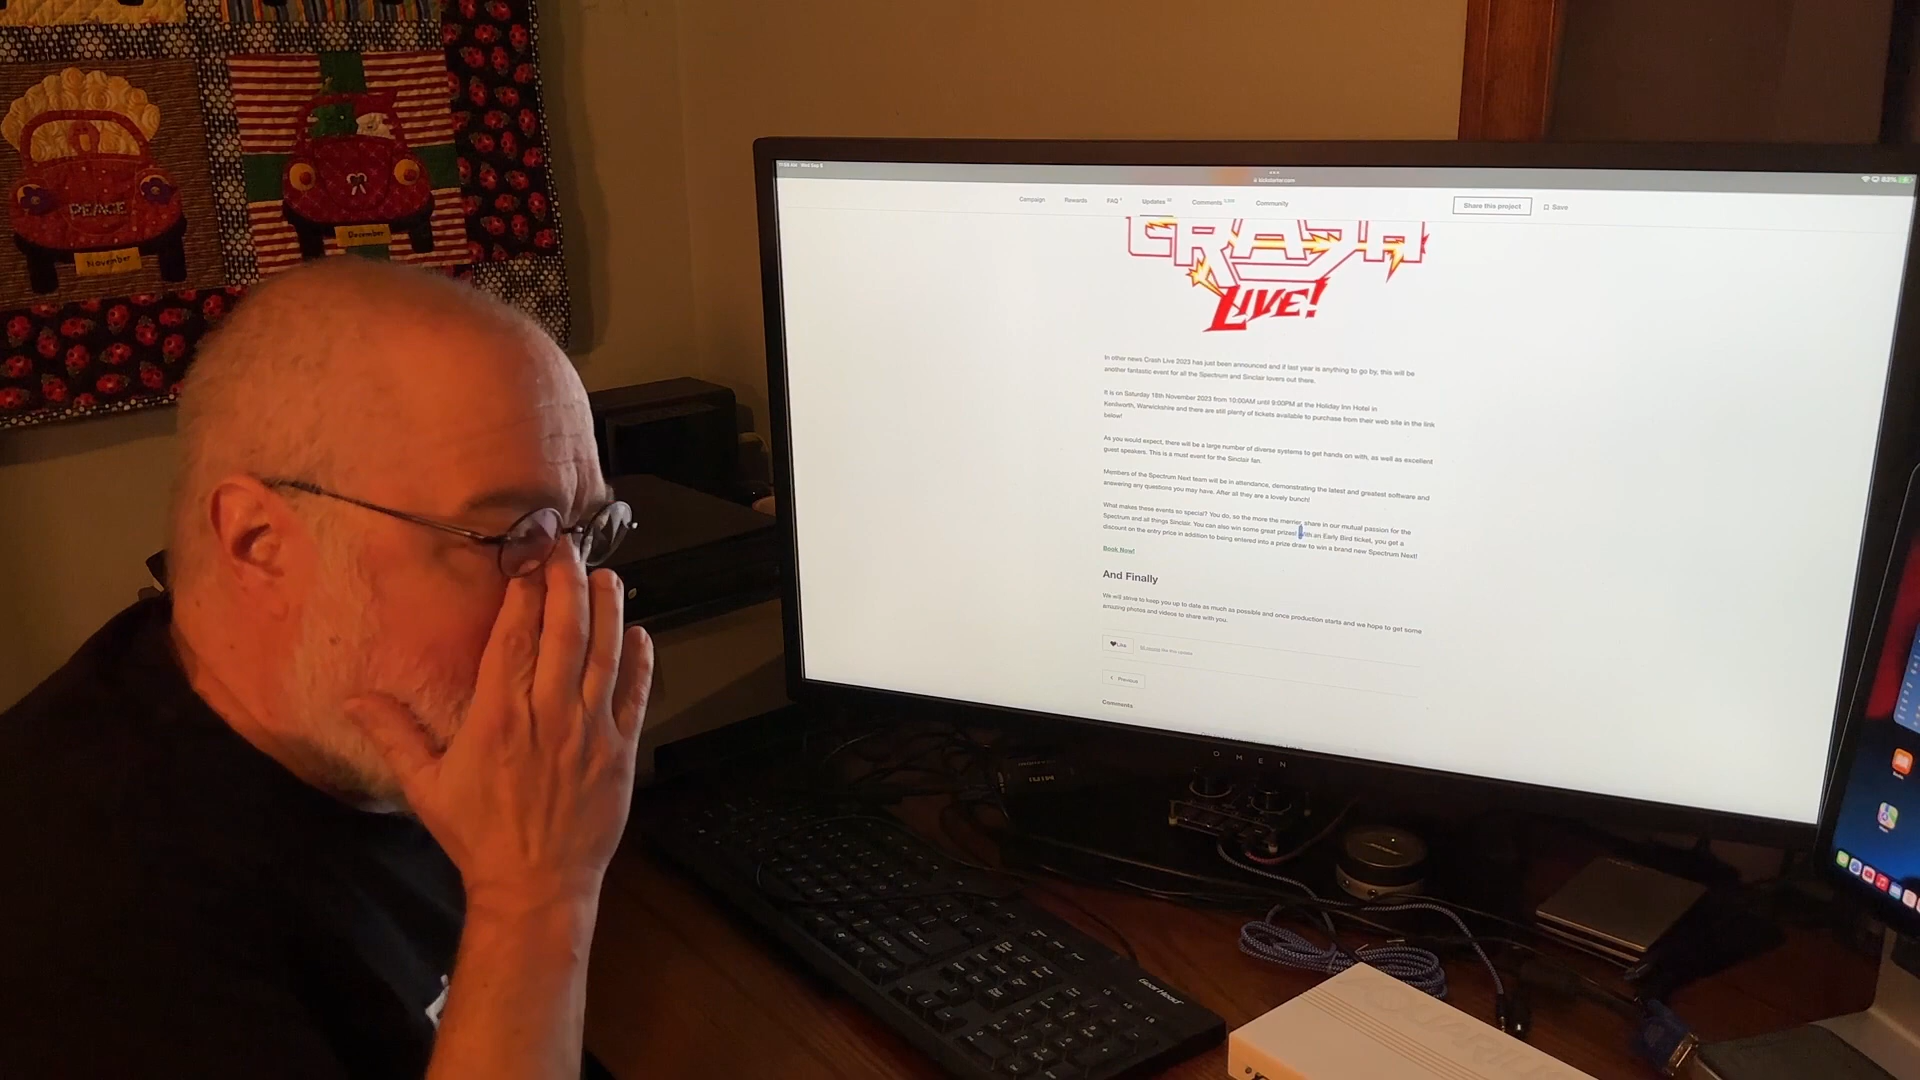 PEACE
November
December
kickstarter.com
Campaign Rewards FAQ Updates Comments Community
Share this project Save
CRASH
LIVE!
In other news Crash Live 2023 has just been announced and if last year is anything to go by, this will be
another fantastic event for all the Spectrum and Sinclair lovers out there.
It is on Saturday 18th November 2023 from 10:00AM until 9:00PM at the Holiday Inn Hotel in
Kenilworth, Warwickshire and there are still plenty of tickets available to purchase from their web site in the link
below!
As you would expect, there will be a large number of diverse systems to get hands on with, as well as excellent
guest speakers. This is a must event for the Sinclair fan.
Members of the Spectrum Next team will be in attendance, demonstrating the latest and greatest software and
answering any questions you may have. After all they are a lovely bunch!
What makes these events so special? You do, so the more the merrier, share in our mutual passion for the
Spectrum and all things Sinclair. You can also win some great prizes! With an Early Bird ticket, you get a
discount on the entry price in addition to being entered into a prize draw to win a brand new Spectrum Next!
Book Now!
And Finally
We will strive to keep you up to date as much as possible and once production starts and we hope to get some
amazing photos and videos to share with you.
Like
Previous
Comments
OMEN
Gear Head